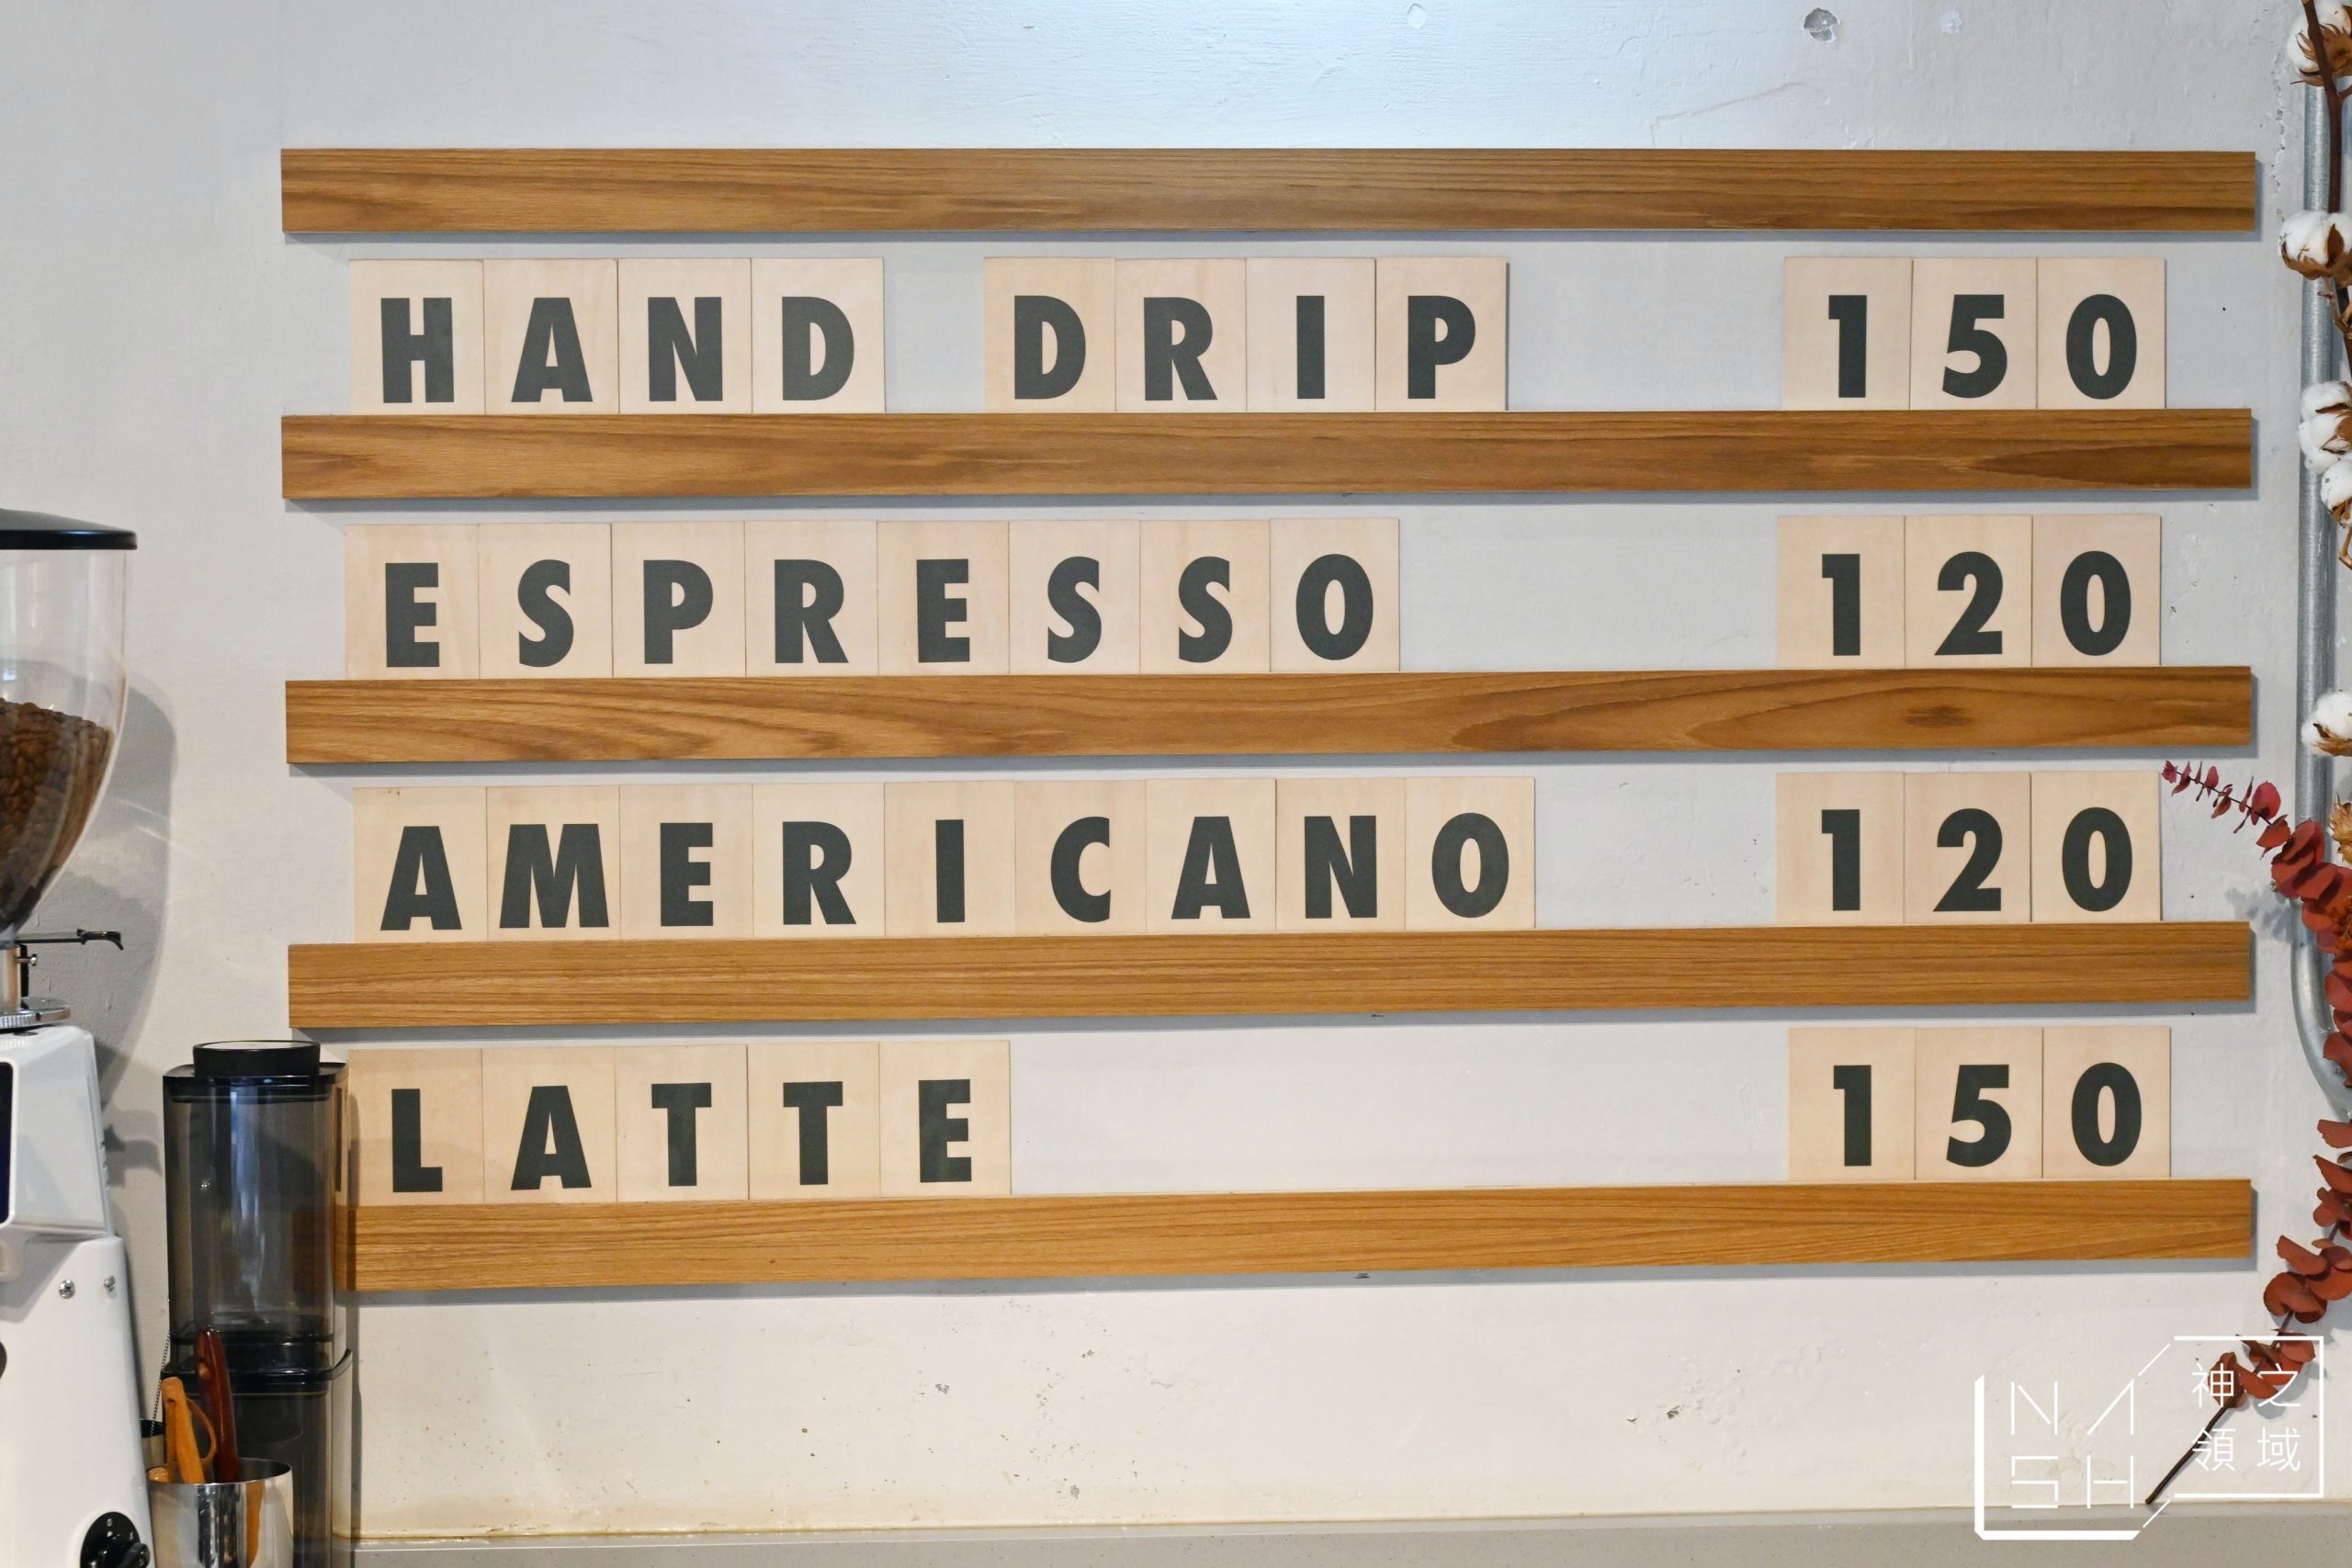 HAND DRIP 150
ESPRESSO 120
AMERICANO 120
LATTE 150
NASH
神之領域